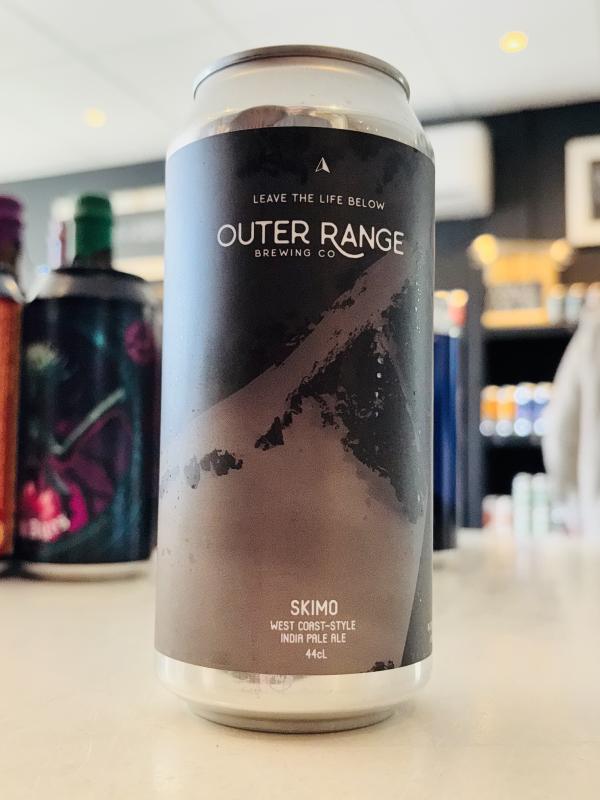 LEAVE THE LIFE BELOW
OUTER RANGE
BREWING CO
SKIMO
WEST COAST-STYLE
INDIA PALE ALE
44cL